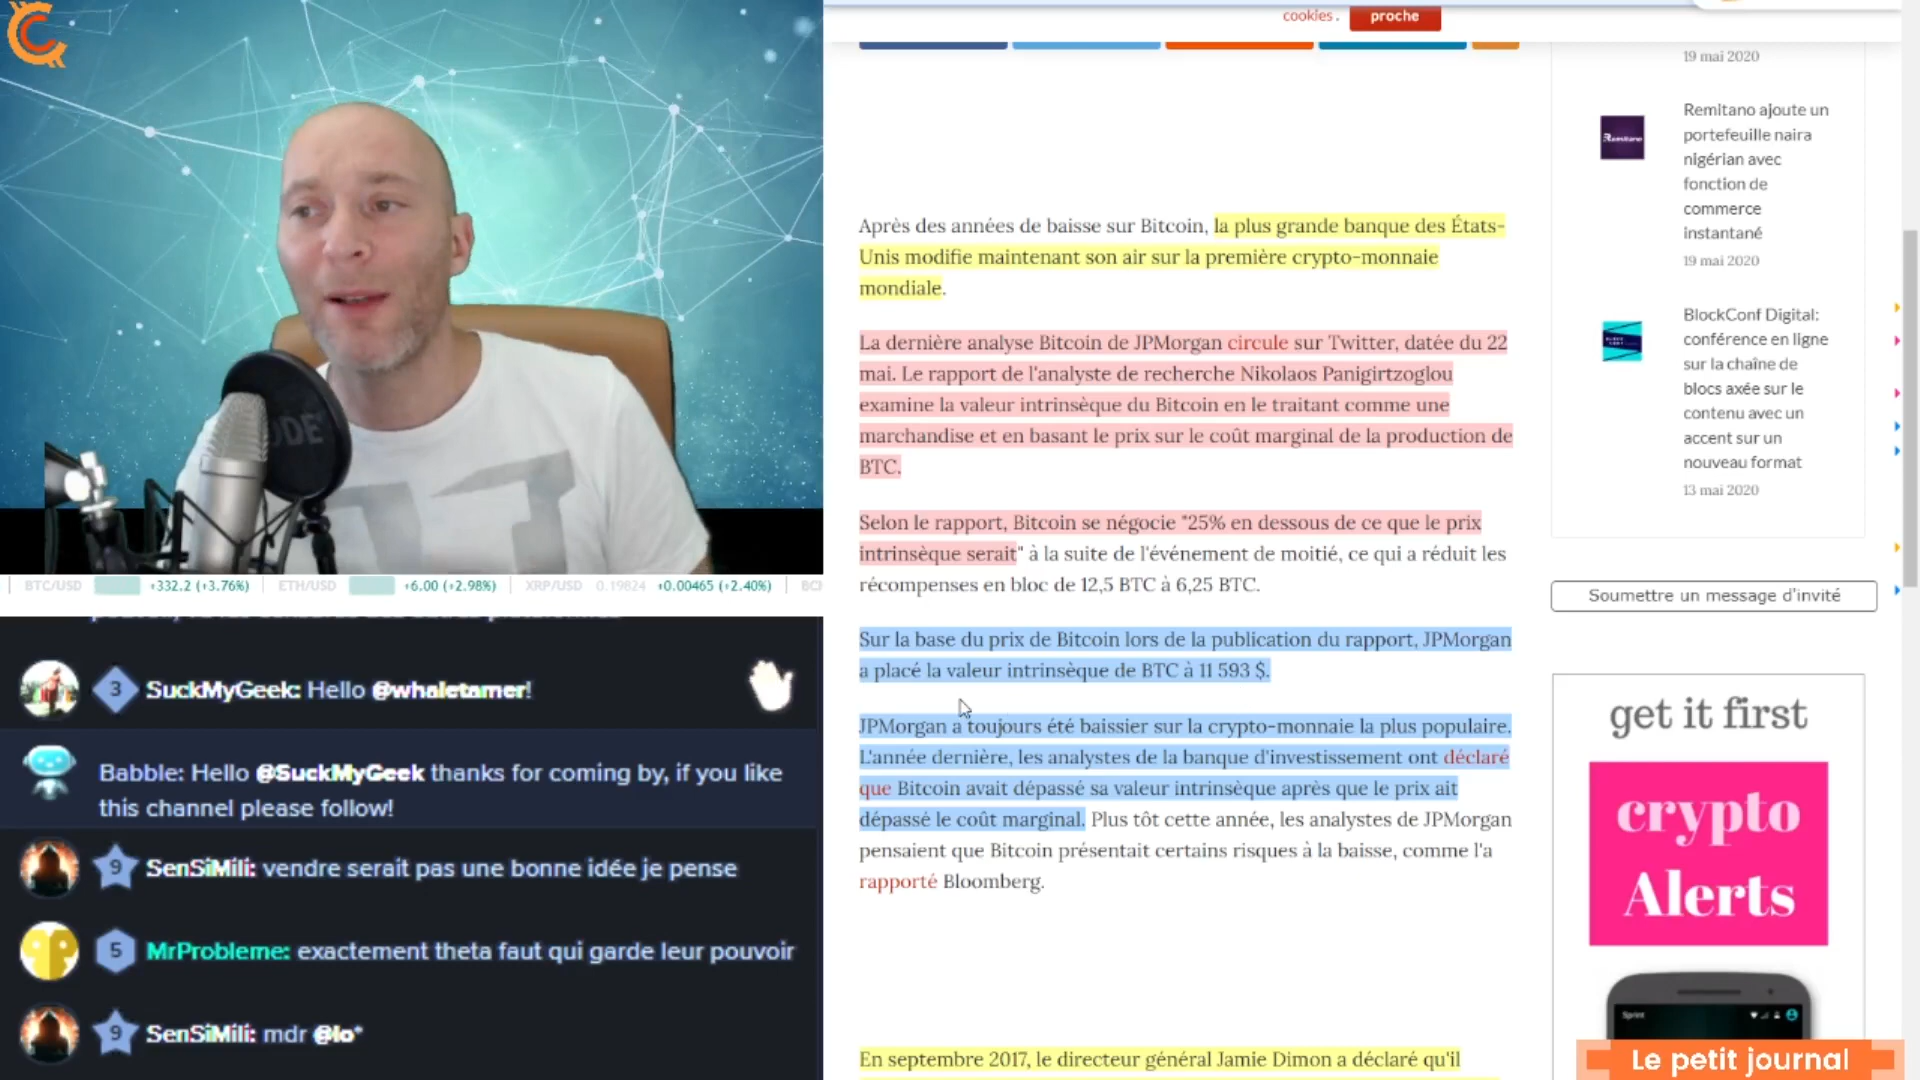 cookies . proche
19 mai 2020
Remitano ajoute un
portefeuille naira
nigérian avec
fonction de
commerce
instantané
19 mai 2020
BlockConf Digital:
conférence en ligne
sur la chaîne de
blocs axée sur le
contenu avec un
accent sur un
nouveau format
13 mai 2020
Soumettre un message d'invité
get it first
crypto
Alerts
Sprint
Le petit journal
Après des années de baisse sur Bitcoin, la plus grande banque des États-
Unis modifie maintenant son air sur la première crypto-monnaie
mondiale.
La dernière analyse Bitcoin de JPMorgan circule sur Twitter, datée du 22
mai. Le rapport de l'analyste de recherche Nikolaos Panigirtzoglou
examine la valeur intrinsèque du Bitcoin en le traitant comme une
marchandise et en basant le prix sur le coût marginal de la production de
BTC.
Selon le rapport, Bitcoin se négocie "25% en dessous de ce que le prix
intrinsèque serait" à la suite de l'événement de moitié, ce qui a réduit les
récompenses en bloc de 12,5 BTC à 6,25 BTC.
Sur la base du prix de Bitcoin lors de la publication du rapport, JPMorgan
a placé la valeur intrinsèque de BTC à 11 593 $.
JPMorgan a toujours été baissier sur la crypto-monnaie la plus populaire.
L'année dernière, les analystes de la banque d'investissement ont déclaré
que Bitcoin avait dépassé sa valeur intrinsèque après que le prix ait
dépassé le coût marginal. Plus tôt cette année, les analystes de JPMorgan
pensaient que Bitcoin présentait certains risques à la baisse, comme l'a
rapporté Bloomberg.
En septembre 2017, le directeur général Jamie Dimon a déclaré qu'il
BTC/USD +332.2 (+3.76%) ETH/USD +6.00 (+2.98%) XRP/USD 0.19824 +0.00465 (+2.40%) BCH
3 SuckMyGeek: Hello @whaletamer!
Babble: Hello @SuckMyGeek thanks for coming by, if you like
this channel please follow!
9 SenSiMili: vendre serait pas une bonne idée je pense
5 MrProbleme: exactement theta faut qui garde leur pouvoir
9 SenSiMili: mdr @lo*